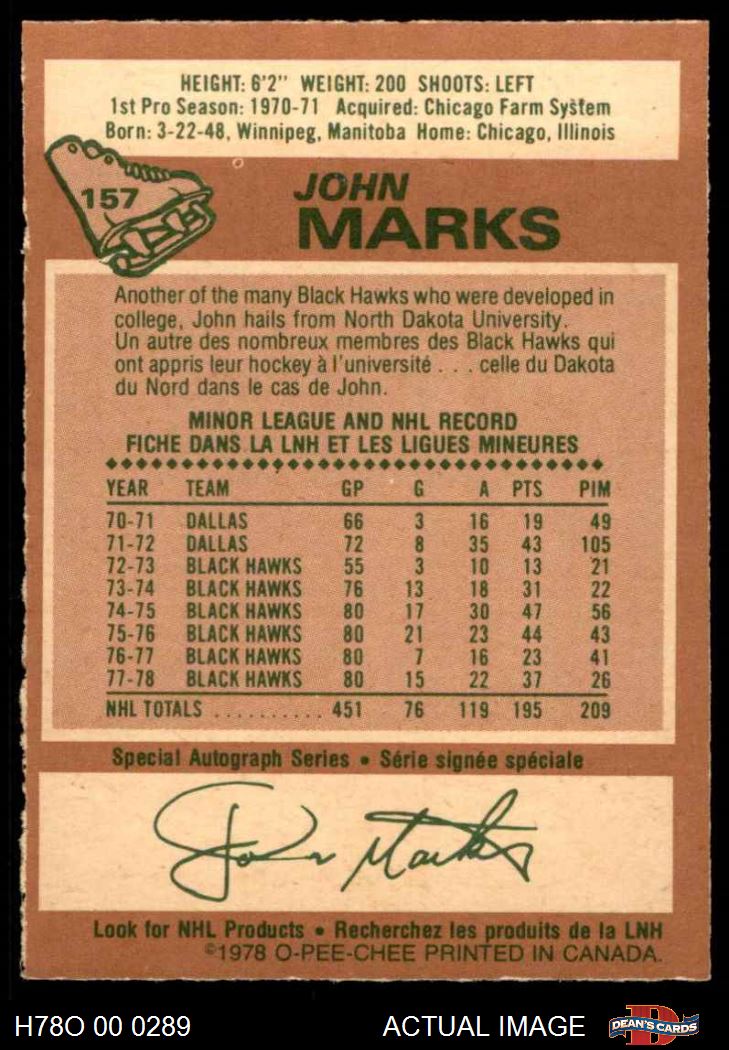 HEIGHT: 6'2" WEIGHT: 200 SHOOTS: LEFT
1st Pro Season: 1970-71 Acquired: Chicago Farm System
Born: 3-22-48, Winnipeg, Manitoba Home: Chicago, Illinois
157
JOHN
MARKS
Another of the many Black Hawks who were developed in
college, John hails from North Dakota University.
Un autre des nombreux membres des Black Hawks qui
ont appris leur hockey à l'université . . . celle du Dakota
du Nord dans le cas de John.
MINOR LEAGUE AND NHL RECORD
FICHE DANS LA LNH ET LES LIGUES MINEURES
YEAR TEAM GP G A PTS PIM
70-71 DALLAS 66 3 16 19 49
71-72 DALLAS 72 8 35 43 105
72-73 BLACK HAWKS 55 3 10 13 21
73-74 BLACK HAWKS 76 13 18 31 22
74-75 BLACK HAWKS 80 17 30 47 56
75-76 BLACK HAWKS 80 21 23 44 43
76-77 BLACK HAWKS 80 7 16 23 41
77-78 BLACK HAWKS 80 15 22 37 26
NHL TOTALS .......... 451 76 119 195 209
Special Autograph Series • Série signée spéciale
John Marks
Look for NHL Products • Recherchez les produits de la LNH
©1978 O-PEE-CHEE PRINTED IN CANADA.
H78O 00 0289 ACTUAL IMAGE D DEAN'S CARDS